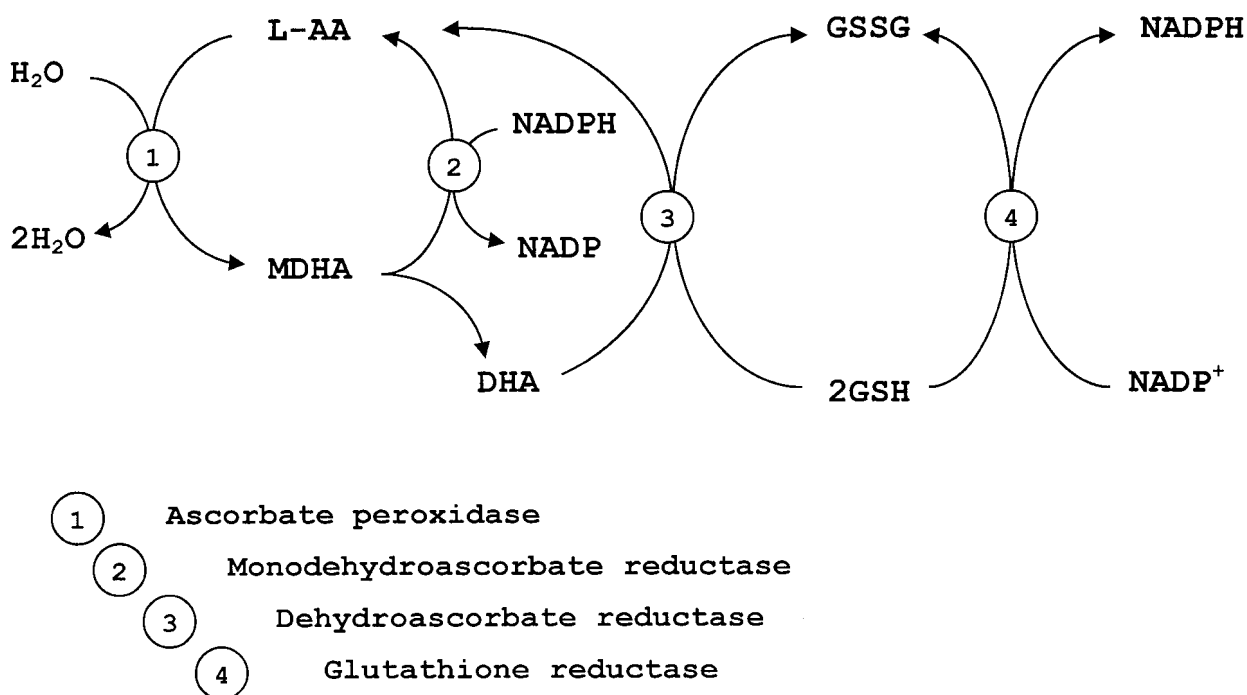 L-AA GSSG NADPH
H₂O
NADPH
1 2
3 4
2H₂O NADP
MDHA
DHA 2GSH NADP⁺
1 Ascorbate peroxidase
2 Monodehydroascorbate reductase
3 Dehydroascorbate reductase
4 Glutathione reductase